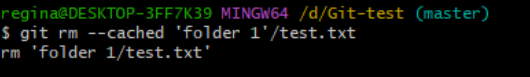 regina@DESKTOP-3FF7K39 MINGW64 /d/Git-test (master)
$ git rm --cached 'folder 1'/test.txt
rm 'folder 1/test.txt'